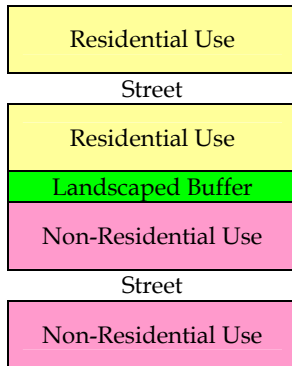 Residential Use
Street
Residential Use
Landscaped Buffer
Non-Residential Use
Street
Non-Residential Use